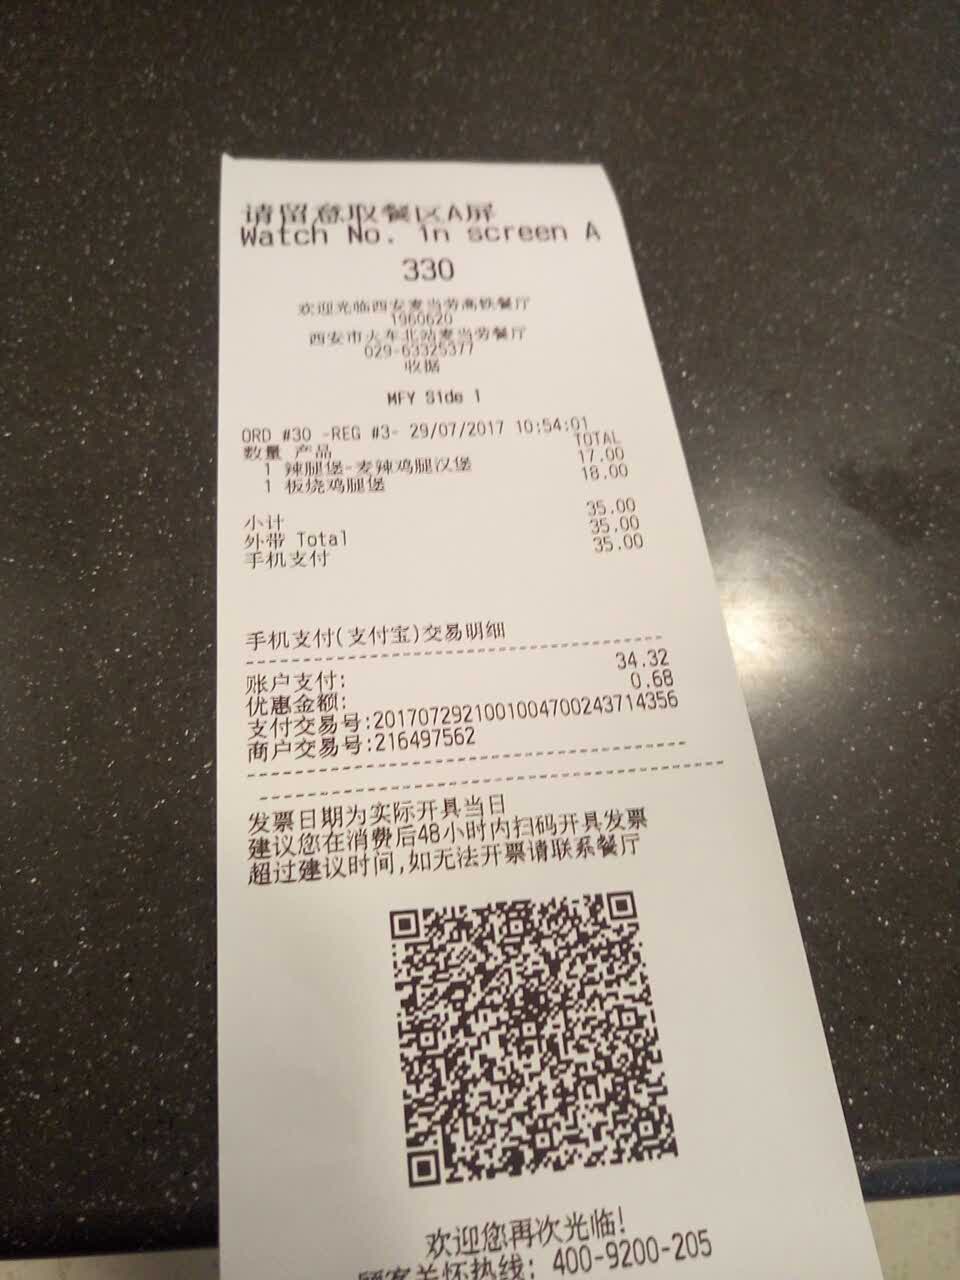 请留意取餐区A屏
Watch No. in screen A
330
欢迎光临西安麦当劳高铁餐厅
1960620
西安市火车北站麦当劳餐厅
029-63325377
收据
MFY Side 1
ORD #30 -REG #3- 29/07/2017 10:54:01
数量 产品 TOTAL
1 辣腿堡-麦辣鸡腿汉堡 17.00
1 板烧鸡腿堡 18.00
小计 35.00
外带 Total 35.00
手机支付 35.00
手机支付(支付宝)交易明细
账户支付: 34.32
优惠金额: 0.68
支付交易号:2017072921001004700243714356
商户交易号:216497562
发票日期为实际开具当日
建议您在消费后48小时内扫码开具发票
超过建议时间,如无法开票请联系餐厅
欢迎您再次光临!
顾客关怀热线: 400-9200-205